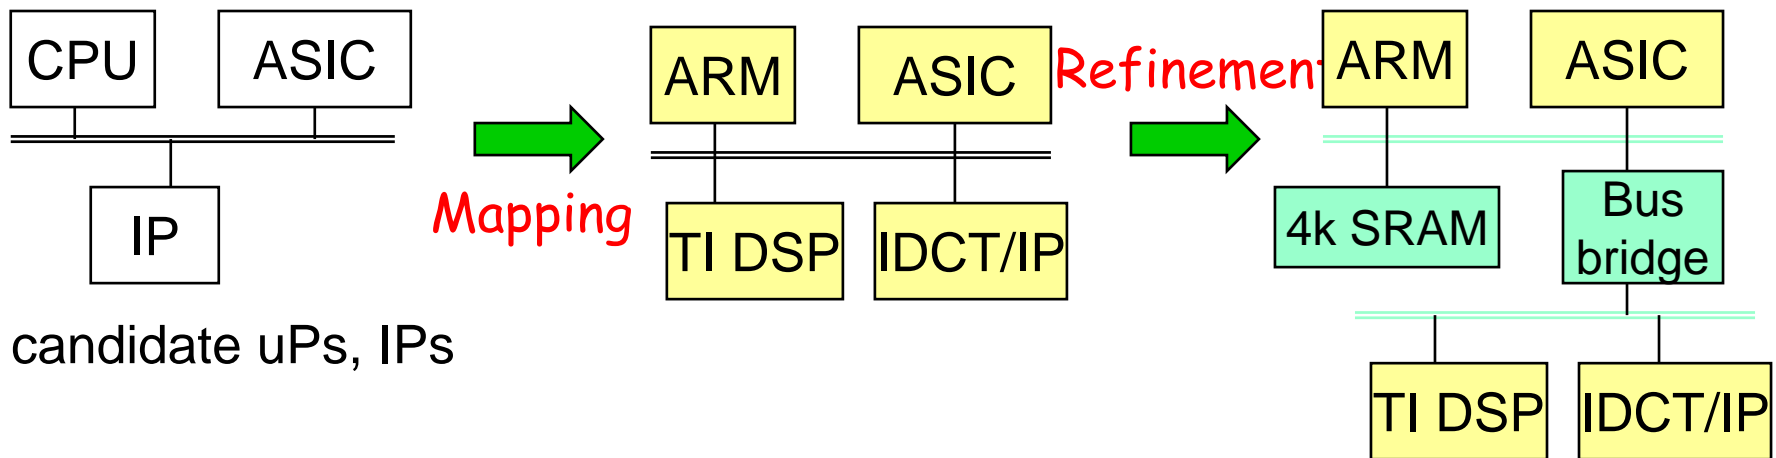 CPU
ASIC
IP
candidate uPs, IPs
Mapping
ARM
ASIC
TI DSP
IDCT/IP
Refinement
ARM
ASIC
4k SRAM
Bus
bridge
TI DSP
IDCT/IP